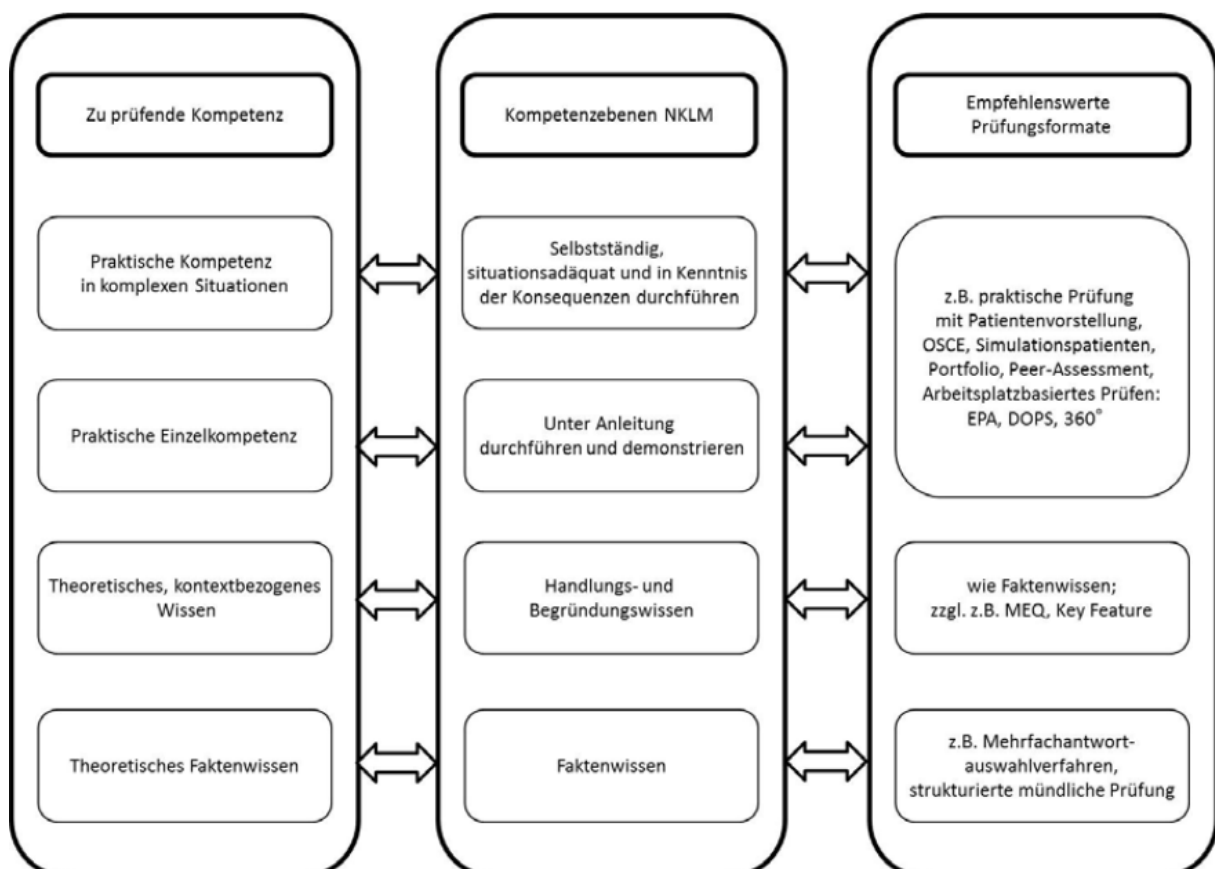 Zu prüfende Kompetenz
Kompetenzebenen NKLM
Empfehlenswerte
Prüfungsformate
Praktische Kompetenz
in komplexen Situationen
Selbstständig,
situationsadäquat und in Kenntnis
der Konsequenzen durchführen
z.B. praktische Prüfung
mit Patientenvorstellung,
OSCE, Simulationspatienten,
Portfolio, Peer-Assessment,
Arbeitsplatzbasiertes Prüfen:
EPA, DOPS, 360°
Praktische Einzelkompetenz
Unter Anleitung
durchführen und demonstrieren
Theoretisches, kontextbezogenes
Wissen
Handlungs- und
Begründungswissen
wie Faktenwissen;
zzgl. z.B. MEQ, Key Feature
Theoretisches Faktenwissen
Faktenwissen
z.B. Mehrfachantwort-
auswahlverfahren,
strukturierte mündliche Prüfung